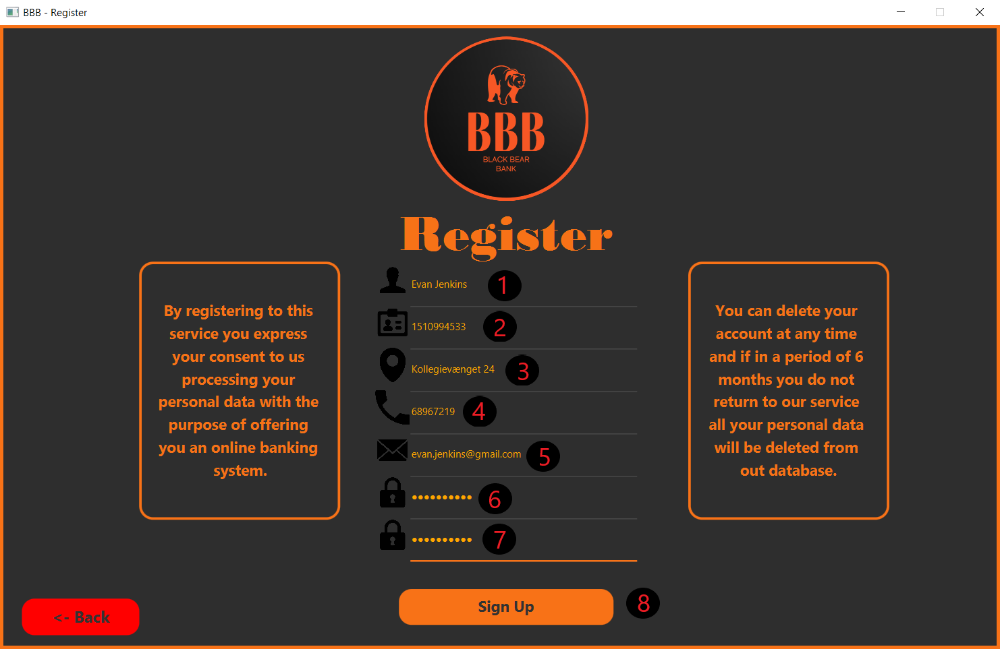 BBB - Register
BBB
BLACK BEAR
BANK
Register
By registering to this
service you express
your consent to us
processing your
personal data with the
purpose of offering
you an online banking
system.
Evan Jenkins 1
1510994533 2
Kollegievænget 24 3
68967219 4
evan.jenkins@gmail.com 5
•••••••••• 6
•••••••••• 7
You can delete your
account at any time
and if in a period of 6
months you do not
return to our service
all your personal data
will be deleted from
out database.
Sign Up 8
<- Back